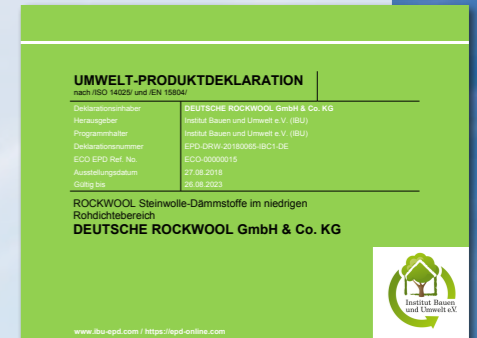 UMWELT-PRODUKTDEKLARATION
nach /ISO 14025/ und /EN 15804/
Deklarationsinhaber DEUTSCHE ROCKWOOL GmbH & Co. KG
Herausgeber Institut Bauen und Umwelt e.V. (IBU)
Programmhalter Institut Bauen und Umwelt e.V. (IBU)
Deklarationsnummer EPD-DRW-20180085-IBC1-DE
ECO EPD Ref. No. ECO-00000015
Ausstellungsdatum 27.08.2018
Gültig bis 26.08.2023
ROCKWOOL Steinwolle-Dämmstoffe im niedrigen
Rohdichtebereich
DEUTSCHE ROCKWOOL GmbH & Co. KG
Institut Bauen
und Umwelt e.V.
www.ibu-epd.com / https://epd-online.com